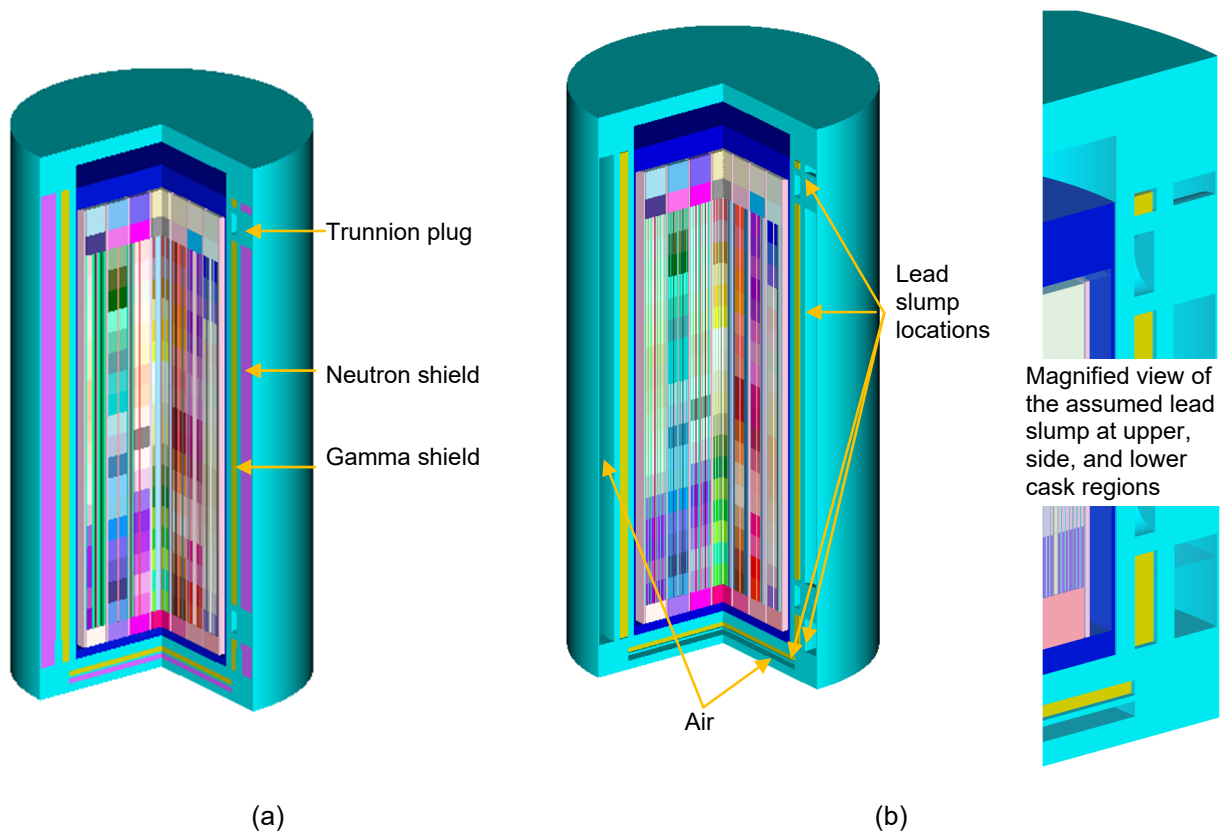 Trunnion plug
Neutron shield
Gamma shield
Lead
slump
locations
Air
Magnified view of
the assumed lead
slump at upper,
side, and lower
cask regions
(a)
(b)